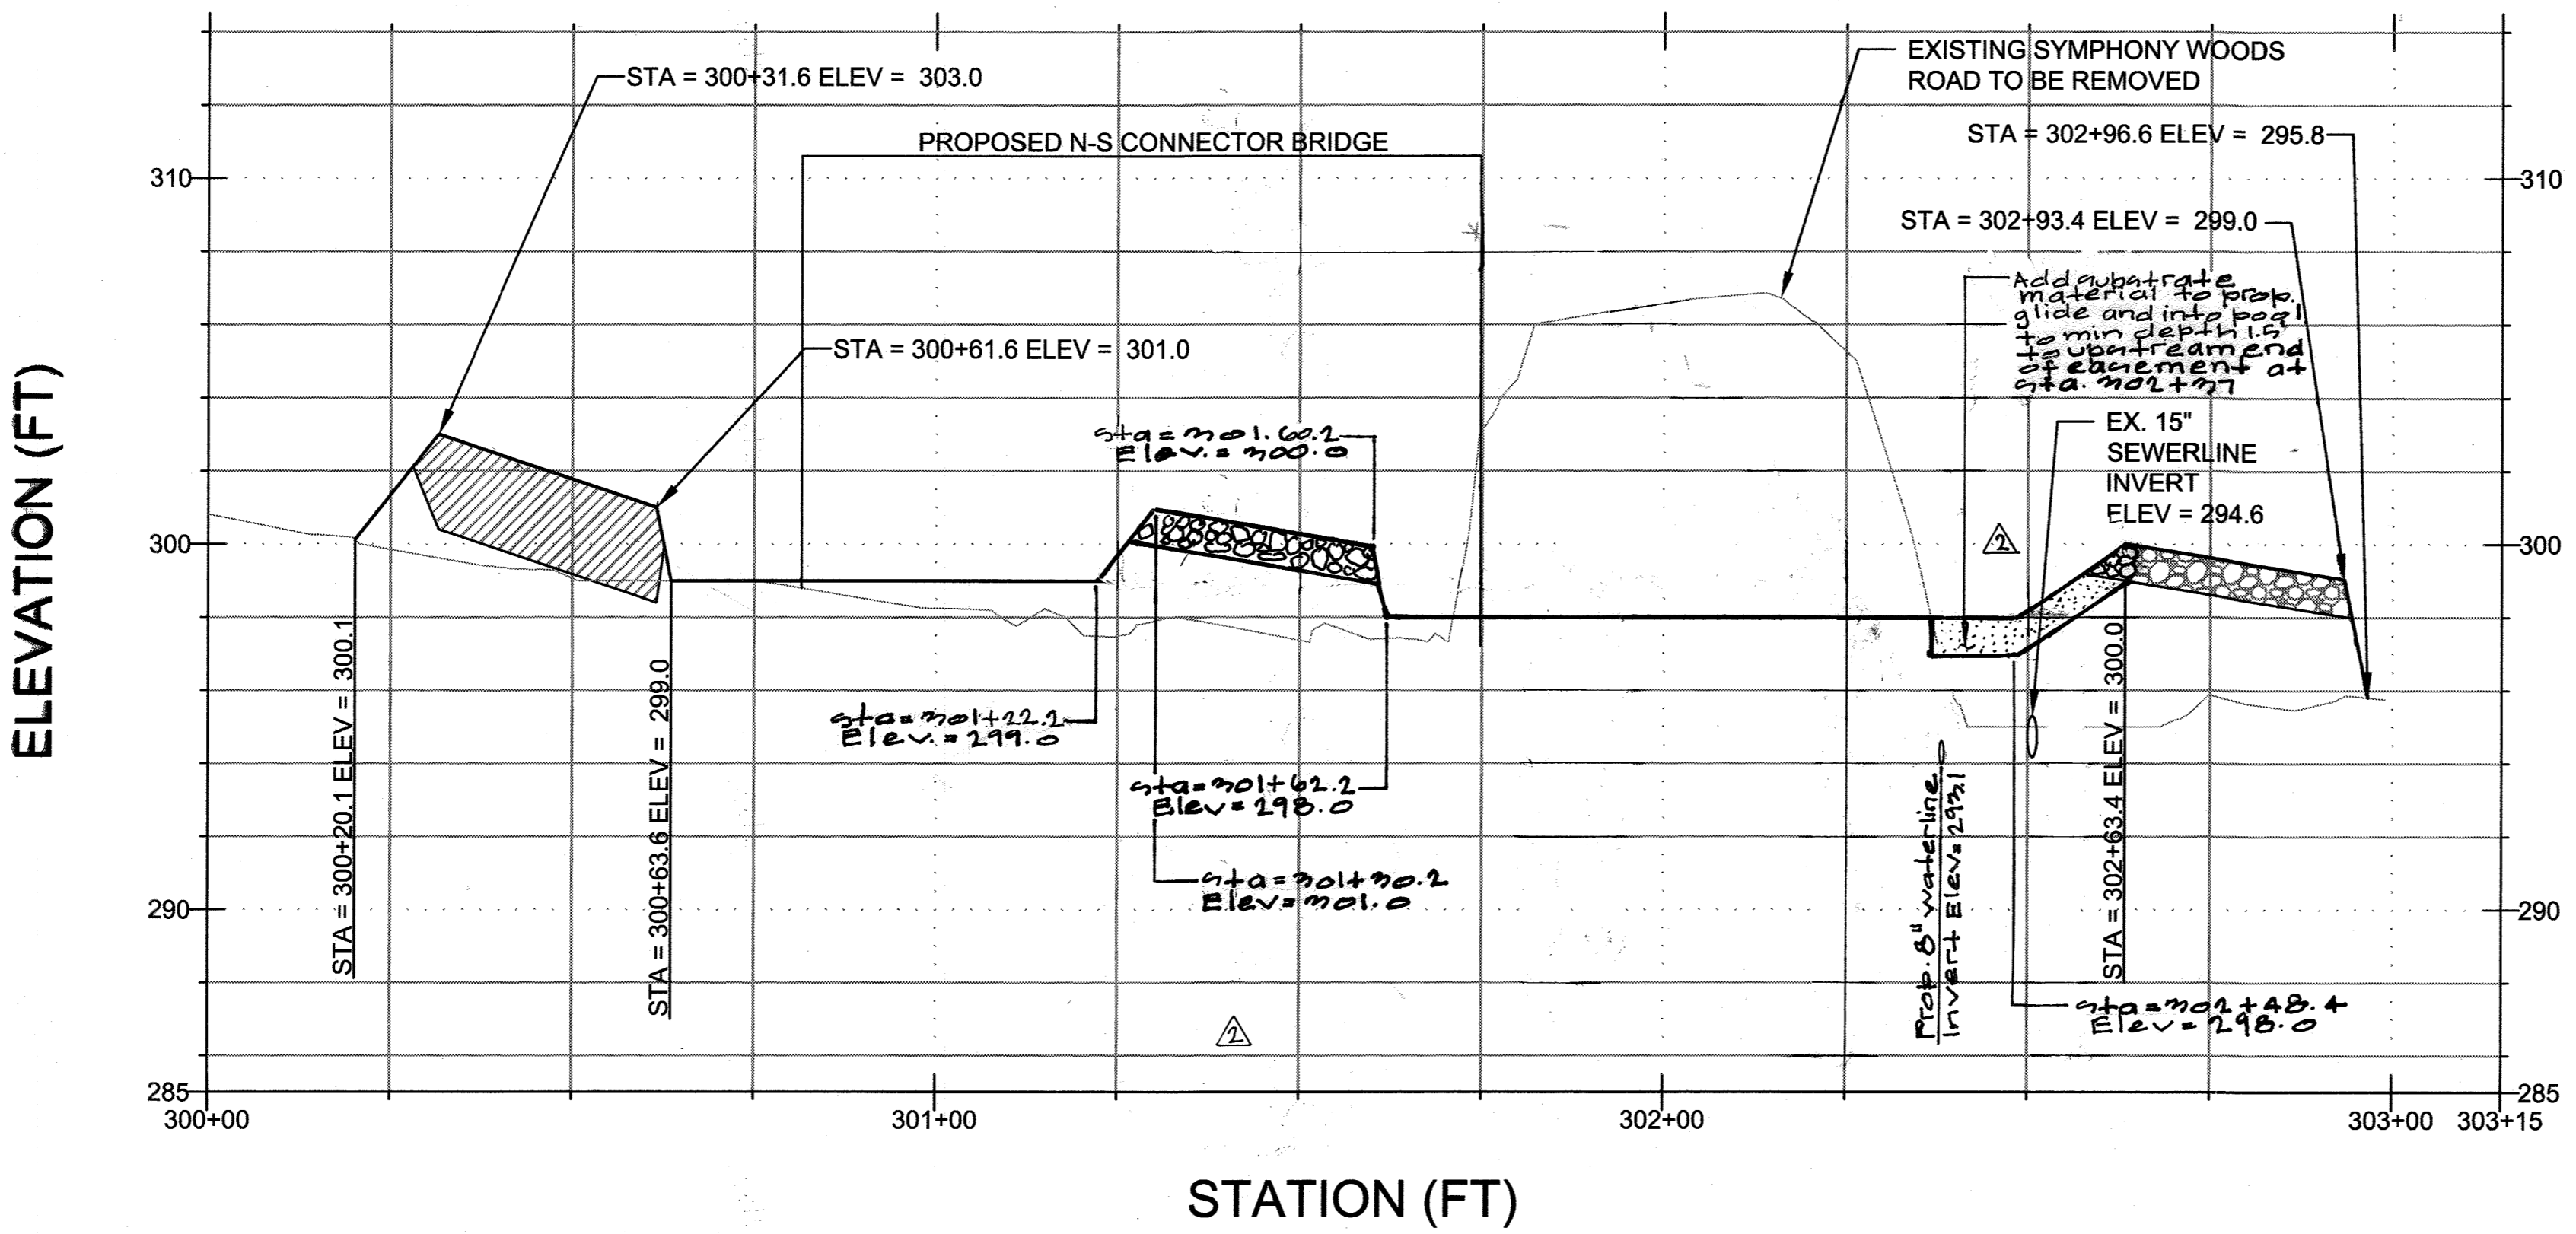 STA = 300+31.6 ELEV = 303.0
EXISTING SYMPHONY WOODS
ROAD TO BE REMOVED
PROPOSED N-S CONNECTOR BRIDGE
STA = 302+96.6 ELEV = 295.8
310
310
STA = 302+93.4 ELEV = 299.0
Add substrate
material to prop.
glide and into pool
to min depth 1.5'
to upstream end
of easement at
sta. 302+37
STA = 300+61.6 ELEV = 301.0
sta = 301.60.2
Elev. = 300.0
EX. 15"
SEWERLINE
INVERT
ELEV = 294.6
300
2
300
ELEVATION (FT)
STA = 300+20.1 ELEV = 300.1
STA = 300+63.6 ELEV = 299.0
sta = 301+22.2
Elev. = 299.0
sta = 301+62.2
Elev = 298.0
sta = 301+30.2
Elev = 301.0
Prop. 8" waterline
Invert Elev = 293.1
STA = 302+63.4 ELEV = 300.0
290
290
sta = 302+48.4
Elev = 298.0
2
285
285
300+00
301+00
302+00
303+00
303+15
STATION (FT)